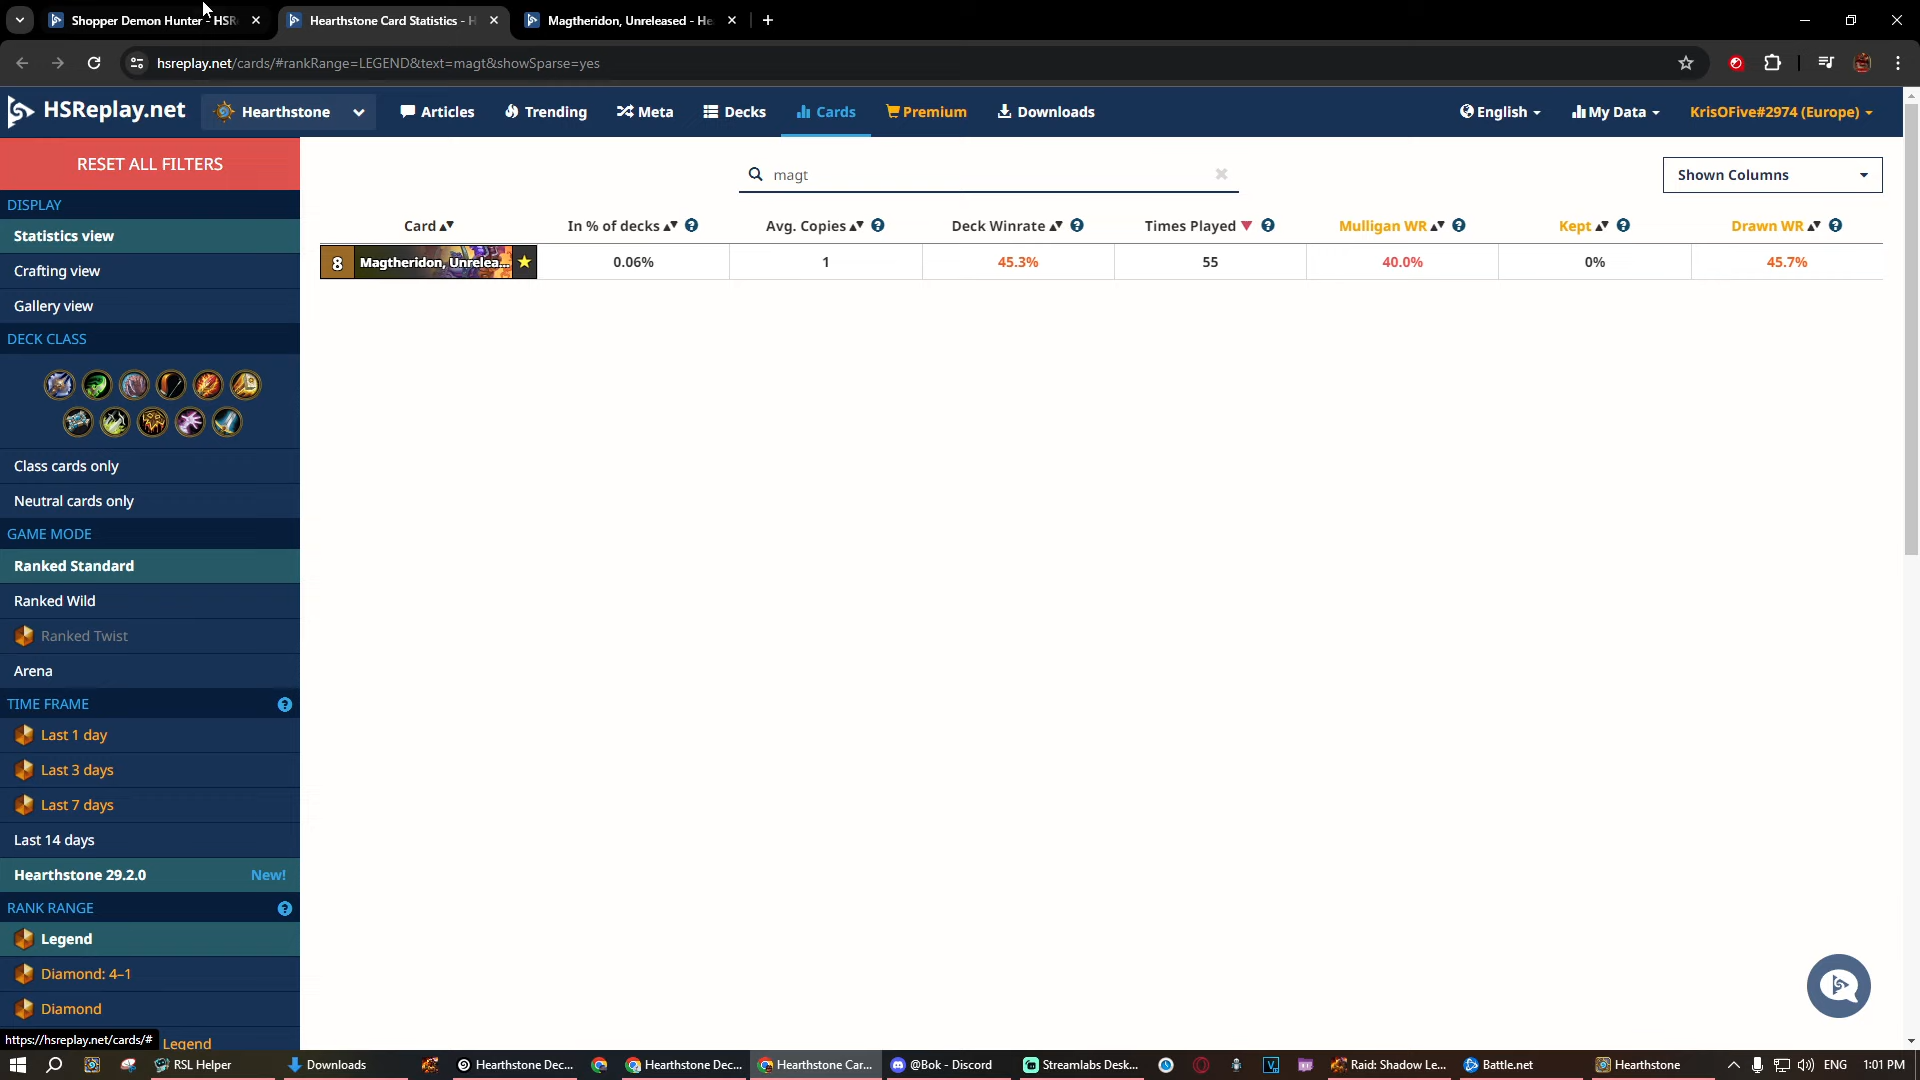 Shopper Demon Hunter - HSR
Hearthstone Card Statistics - H
Magtheridon, Unreleased - He
hsreplay.net/cards/#rankRange=LEGEND&text=magt&showSparse=yes
HSReplay.net
Hearthstone
Articles
Trending
Meta
Decks
Cards
Premium
Downloads
English
My Data
KrisOFive#2974 (Europe)
RESET ALL FILTERS
magt
Shown Columns
DISPLAY
Statistics view
Crafting view
Gallery view
DECK CLASS
Class cards only
Neutral cards only
GAME MODE
Ranked Standard
Ranked Wild
Ranked Twist
Arena
TIME FRAME
Last 1 day
Last 3 days
Last 7 days
Last 14 days
Hearthstone 29.2.0 New!
RANK RANGE
Legend
Diamond: 4–1
Diamond
Legend
Card In % of decks Avg. Copies Deck Winrate Times Played Mulligan WR Kept Drawn WR
8 Magtheridon, Unrelea... 0.06% 1 45.3% 55 40.0% 0% 45.7%
https://hsreplay.net/cards/#
RSL Helper
Downloads
Hearthstone Dec...
Hearthstone Dec...
Hearthstone Car...
@Bok - Discord
Streamlabs Desk...
Raid: Shadow Le...
Battle.net
Hearthstone
ENG
1:01 PM